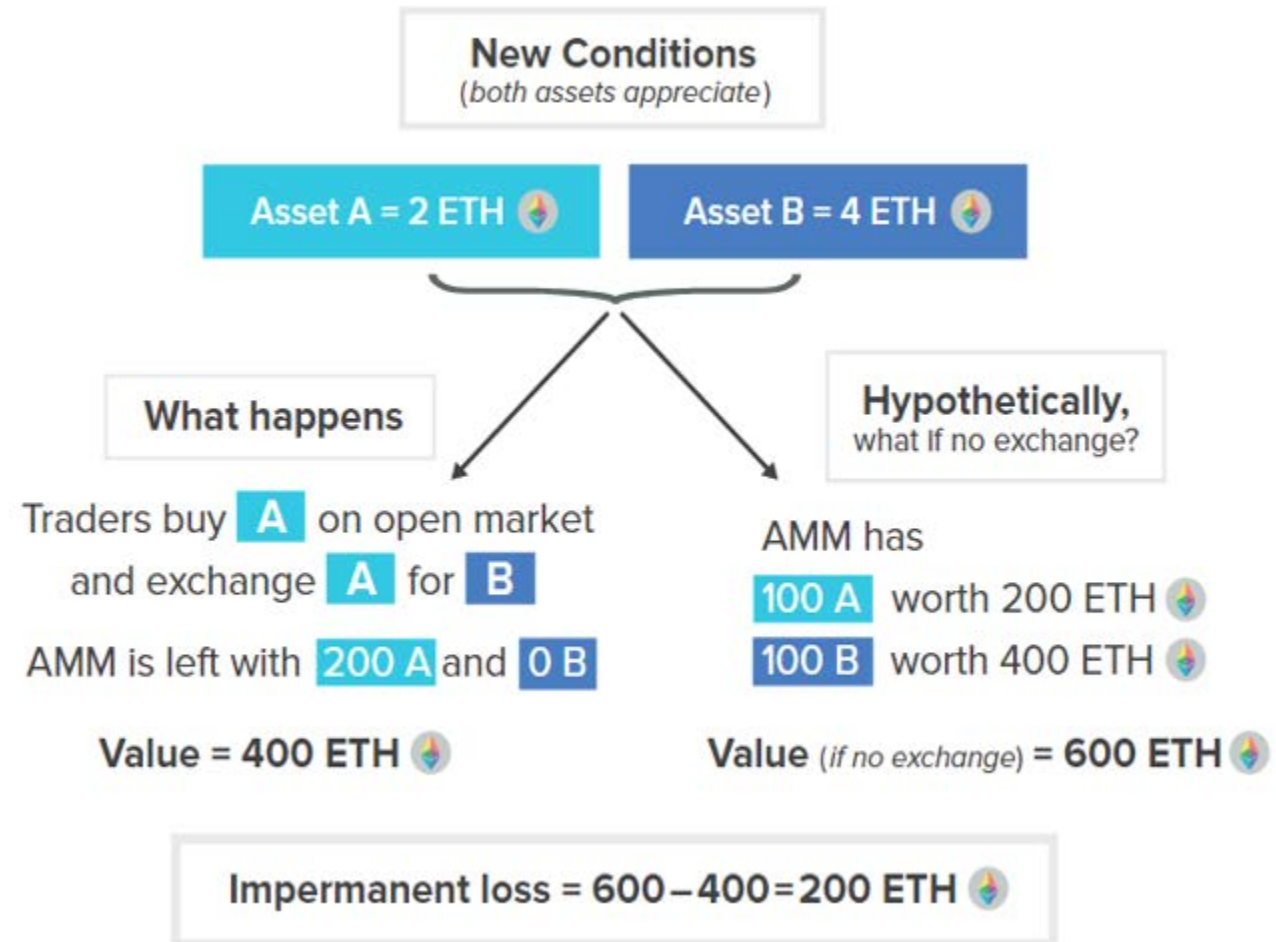 New Conditions
(both assets appreciate)
Asset A = 2 ETH
Asset B = 4 ETH
What happens
Traders buy A on open market
and exchange A for B
AMM is left with 200 A and 0 B
Value = 400 ETH
Hypothetically,
what If no exchange?
AMM has
100 A worth 200 ETH
100 B worth 400 ETH
Value (if no exchange) = 600 ETH
Impermanent loss = 600–400=200 ETH